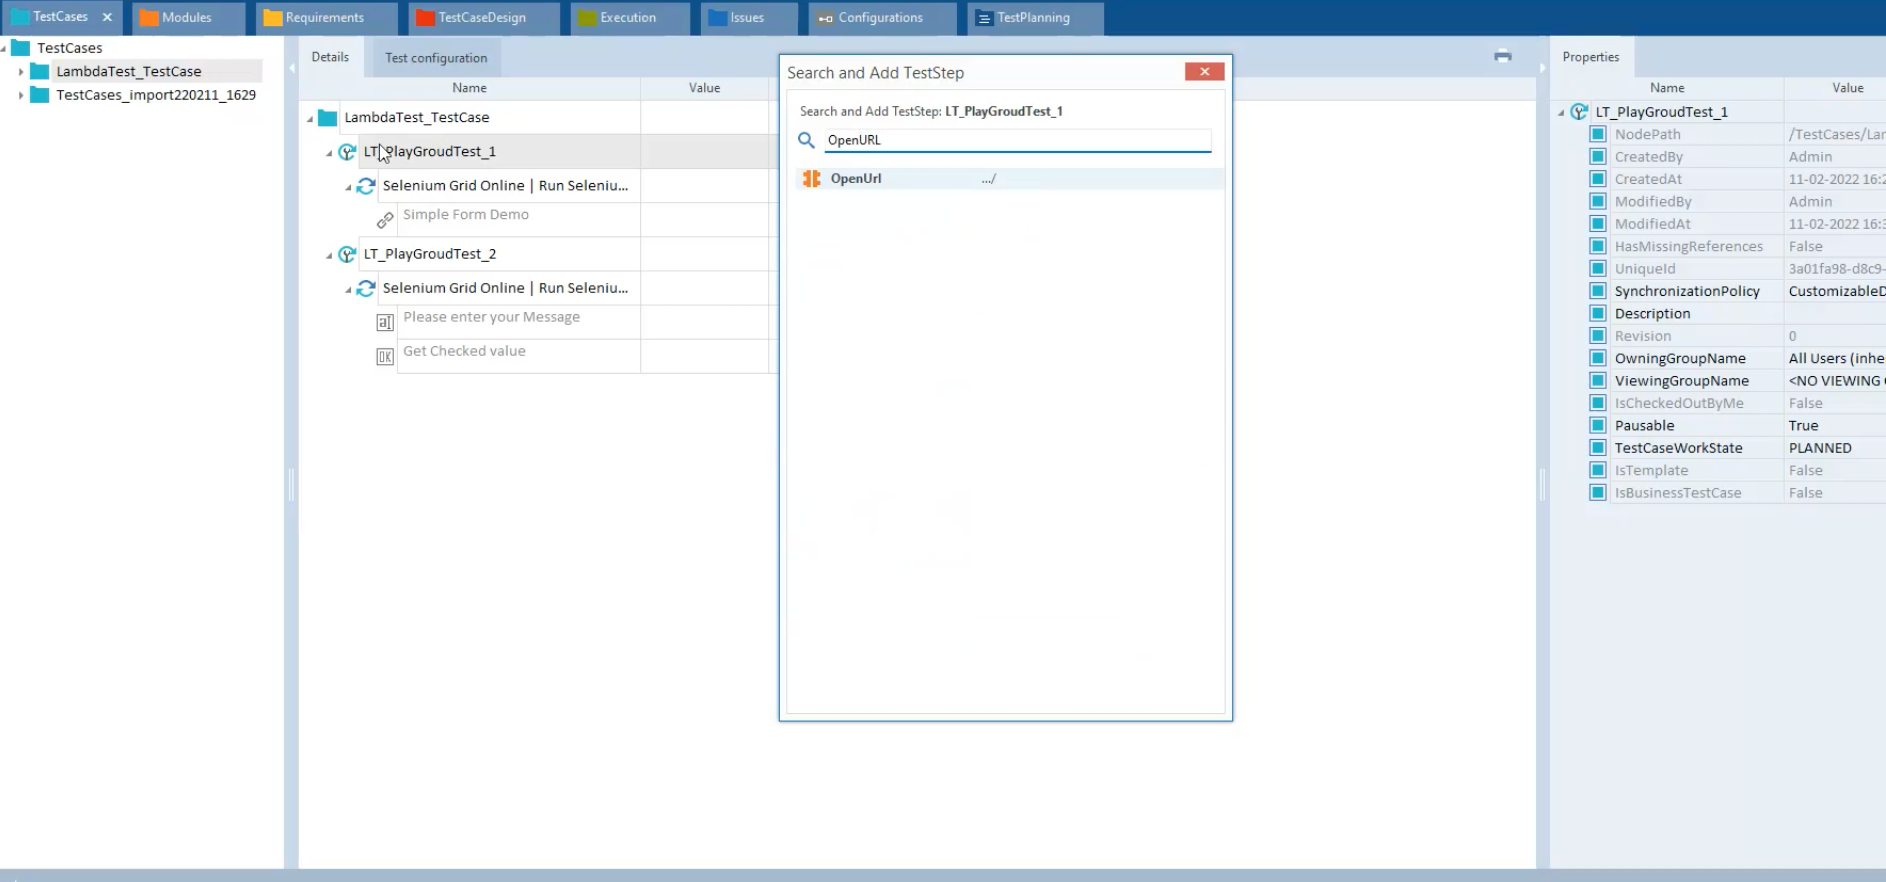 TestCases
Modules
Requirements
TestCaseDesign
Execution
Issues
Configurations
TestPlanning
TestCases
LambdaTest_TestCase
TestCases_import220211_1629
Details
Test configuration
Name
Value
LambdaTest_TestCase
LT_PlayGroudTest_1
Selenium Grid Online | Run Seleniu...
Simple Form Demo
LT_PlayGroudTest_2
Selenium Grid Online | Run Seleniu...
Please enter your Message
Get Checked value
Search and Add TestStep
Search and Add TestStep: LT_PlayGroudTest_1
OpenURL
OpenUrl .../
Properties
Name Value
LT_PlayGroudTest_1
NodePath /TestCases/Lar
CreatedBy Admin
CreatedAt 11-02-2022 16:2
ModifiedBy Admin
ModifiedAt 11-02-2022 16:3
HasMissingReferences False
UniqueId 3a01fa98-d8c9-
SynchronizationPolicy CustomizableD
Description
Revision 0
OwningGroupName All Users (inhe
ViewingGroupName <NO VIEWING
IsCheckedOutByMe False
Pausable True
TestCaseWorkState PLANNED
IsTemplate False
IsBusinessTestCase False